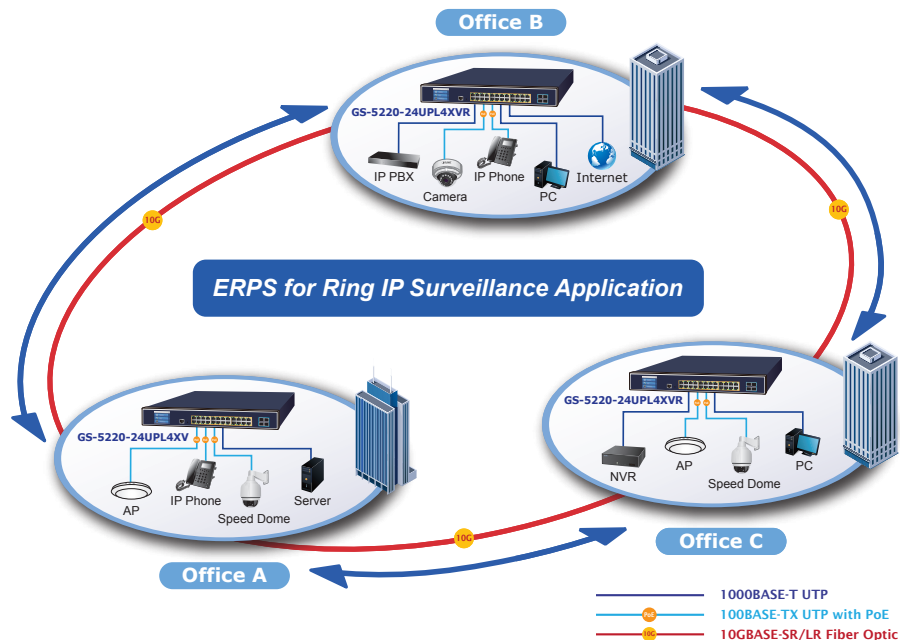 Office B
GS-5220-24UPL4XVR
IP PBX
Camera
IP Phone
PC
Internet
10G
10G
ERPS for Ring IP Surveillance Application
GS-5220-24UPL4XV
AP
IP Phone
Speed Dome
Server
GS-5220-24UPL4XVR
NVR
AP
Speed Dome
PC
10G
Office A
Office C
1000BASE-T UTP
PoE 100BASE-TX UTP with PoE
10G 10GBASE-SR/LR Fiber Optic